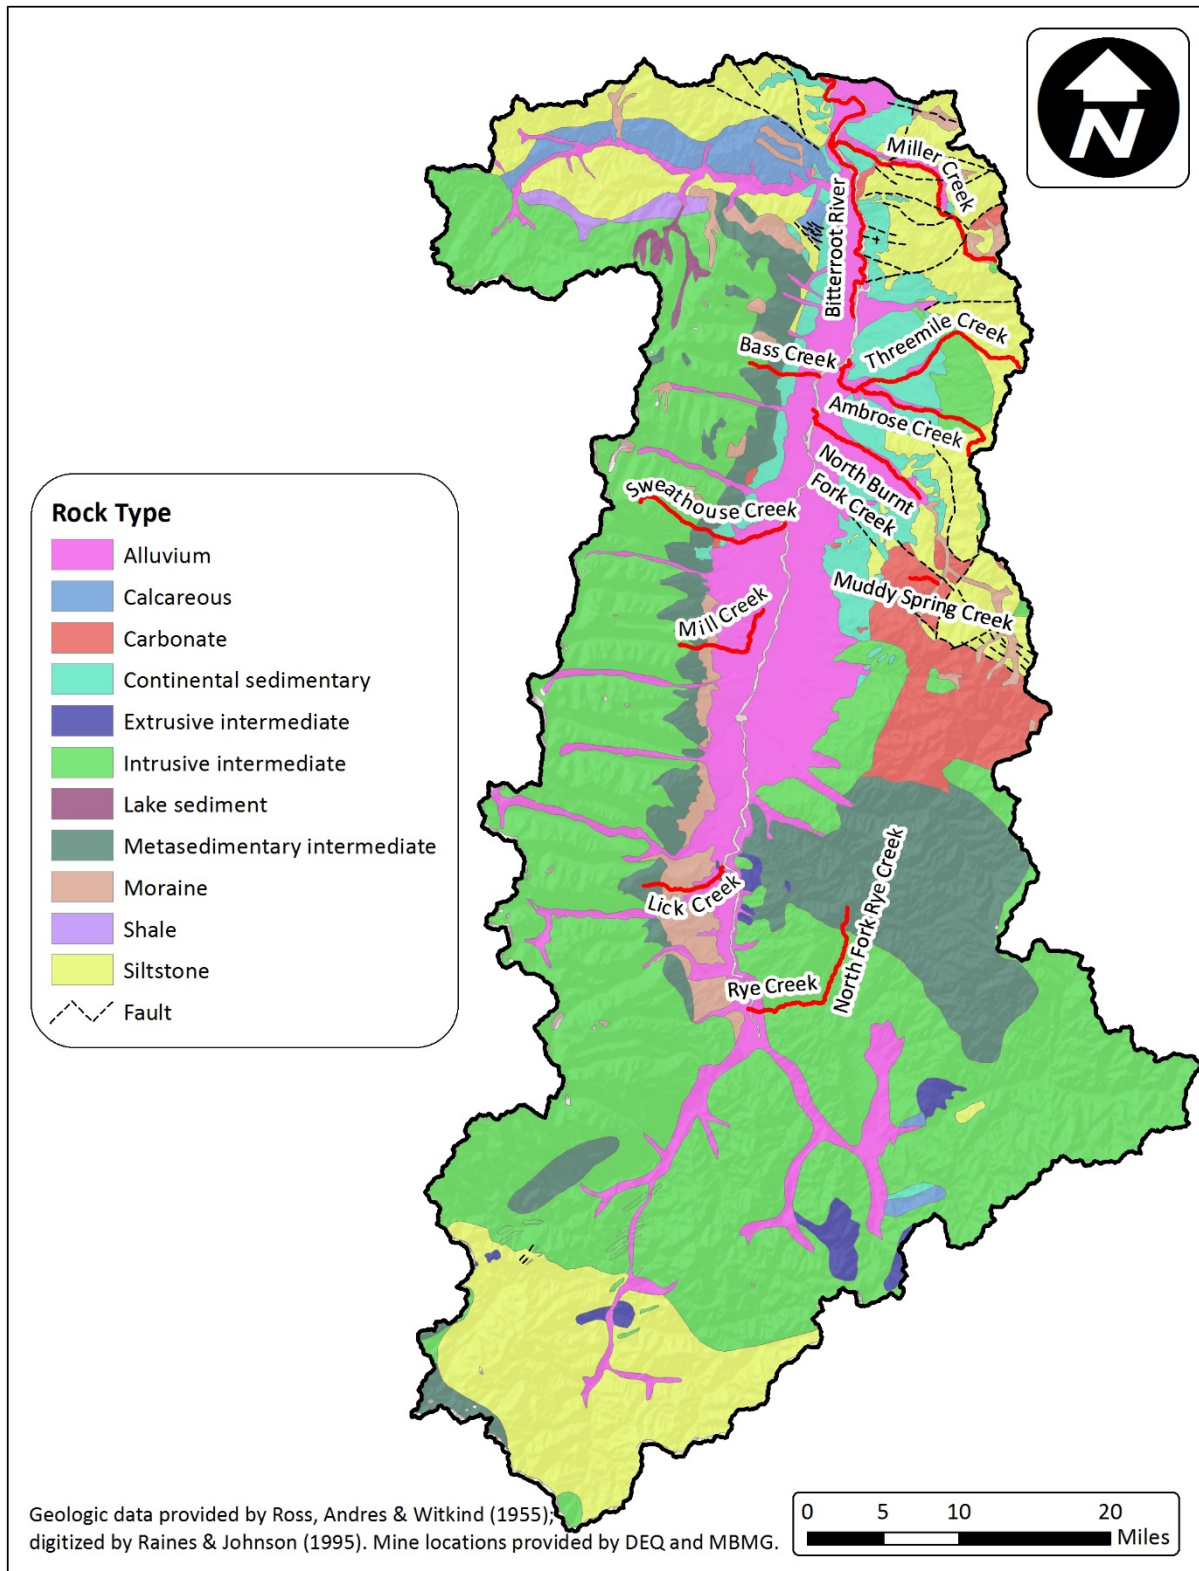 N
Miller Creek
Bitterroot River
Threemile Creek
Bass Creek
Ambrose Creek
North Burnt
Fork Creek
Sweathouse Creek
Muddy Spring Creek
Mill Creek
Lick Creek
North Fork Rye Creek
Rye Creek
Rock Type
Alluvium
Calcareous
Carbonate
Continental sedimentary
Extrusive intermediate
Intrusive intermediate
Lake sediment
Metasedimentary intermediate
Moraine
Shale
Siltstone
Fault
Geologic data provided by Ross, Andres & Witkind (1955);
digitized by Raines & Johnson (1995). Mine locations provided by DEQ and MBMG.
0 5 10 20
Miles